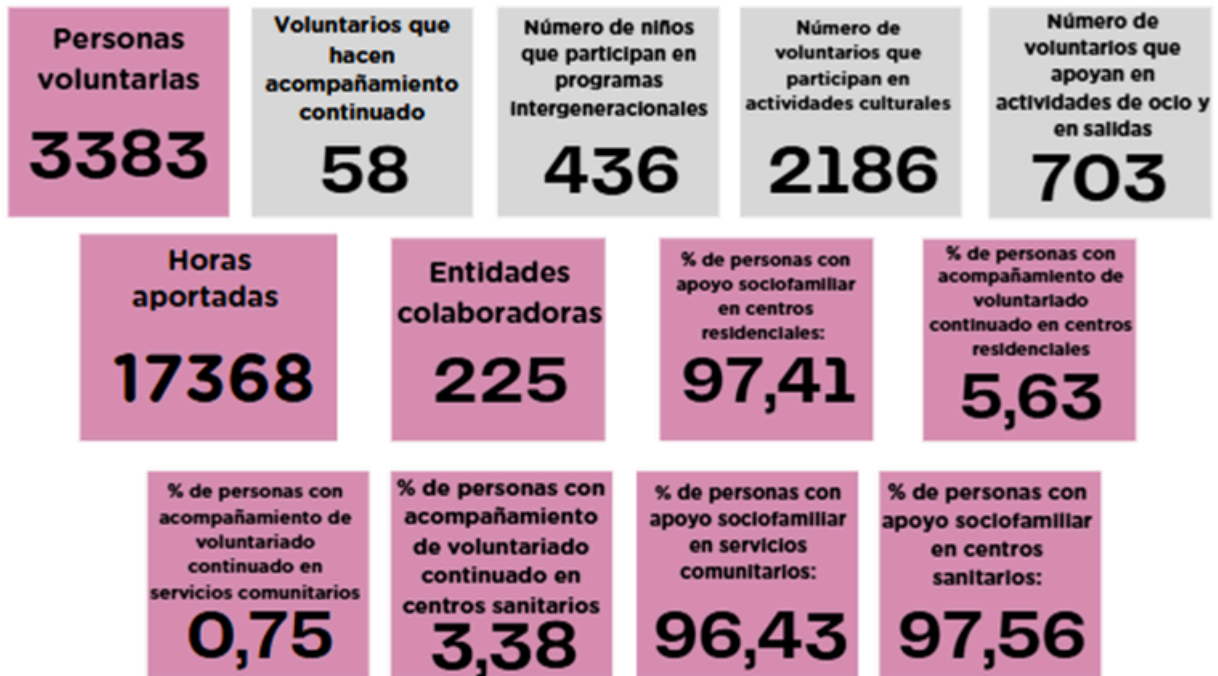 Personas
voluntarias
3383
Voluntarios que
hacen
acompañamiento
continuado
58
Número de niños
que participan en
programas
intergeneracionales
436
Número de
voluntarios que
participan en
actividades culturales
2186
Número de
voluntarios que
apoyan en
actividades de ocio y
en salidas
703
Horas
aportadas
17368
Entidades
colaboradoras
225
% de personas con
apoyo sociofamiliar
en centros
residenciales:
97,41
% de personas con
acompañamiento de
voluntariado
continuado en centros
residenciales
5,63
% de personas con
acompañamiento de
voluntariado
continuado en
servicios comunitarios
0,75
% de personas con
acompañamiento
de voluntariado
continuado en
centros sanitarios
3,38
% de personas con
apoyo sociofamiliar
en servicios
comunitarios:
96,43
% de personas con
apoyo sociofamiliar
en centros
sanitarios:
97,56